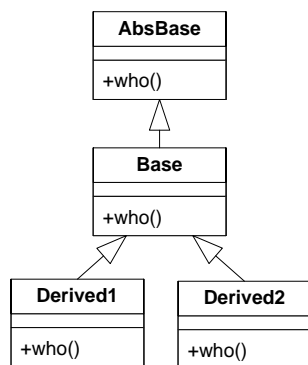 AbsBase
+who()
Base
+who()
Derived1
+who()
Derived2
+who()